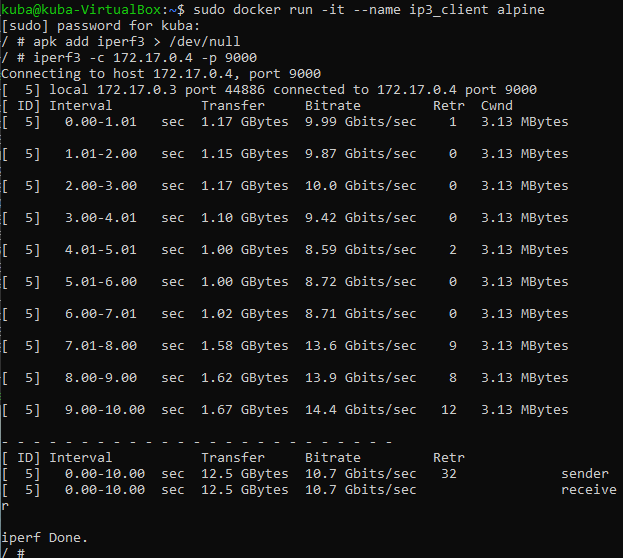 kuba@kuba-VirtualBox:~$ sudo docker run -it --name ip3_client alpine
[sudo] password for kuba:
/ # apk add iperf3 > /dev/null
/ # iperf3 -c 172.17.0.4 -p 9000
Connecting to host 172.17.0.4, port 9000
[  5] local 172.17.0.3 port 44886 connected to 172.17.0.4 port 9000
[ ID] Interval           Transfer     Bitrate         Retr  Cwnd
[  5]   0.00-1.01   sec  1.17 GBytes  9.99 Gbits/sec    1   3.13 MBytes
[  5]   1.01-2.00   sec  1.15 GBytes  9.87 Gbits/sec    0   3.13 MBytes
[  5]   2.00-3.00   sec  1.17 GBytes  10.0 Gbits/sec    0   3.13 MBytes
[  5]   3.00-4.01   sec  1.10 GBytes  9.42 Gbits/sec    0   3.13 MBytes
[  5]   4.01-5.01   sec  1.00 GBytes  8.59 Gbits/sec    2   3.13 MBytes
[  5]   5.01-6.00   sec  1.00 GBytes  8.72 Gbits/sec    0   3.13 MBytes
[  5]   6.00-7.01   sec  1.02 GBytes  8.71 Gbits/sec    0   3.13 MBytes
[  5]   7.01-8.00   sec  1.58 GBytes  13.6 Gbits/sec    9   3.13 MBytes
[  5]   8.00-9.00   sec  1.62 GBytes  13.9 Gbits/sec    8   3.13 MBytes
[  5]   9.00-10.00  sec  1.67 GBytes  14.4 Gbits/sec   12   3.13 MBytes
- - - - - - - - - - - - - - - - - - - - - - - - -
[ ID] Interval           Transfer     Bitrate         Retr
[  5]   0.00-10.00  sec  12.5 GBytes  10.7 Gbits/sec   32             sender
[  5]   0.00-10.00  sec  12.5 GBytes  10.7 Gbits/sec                  receive
r
iperf Done.
/ #